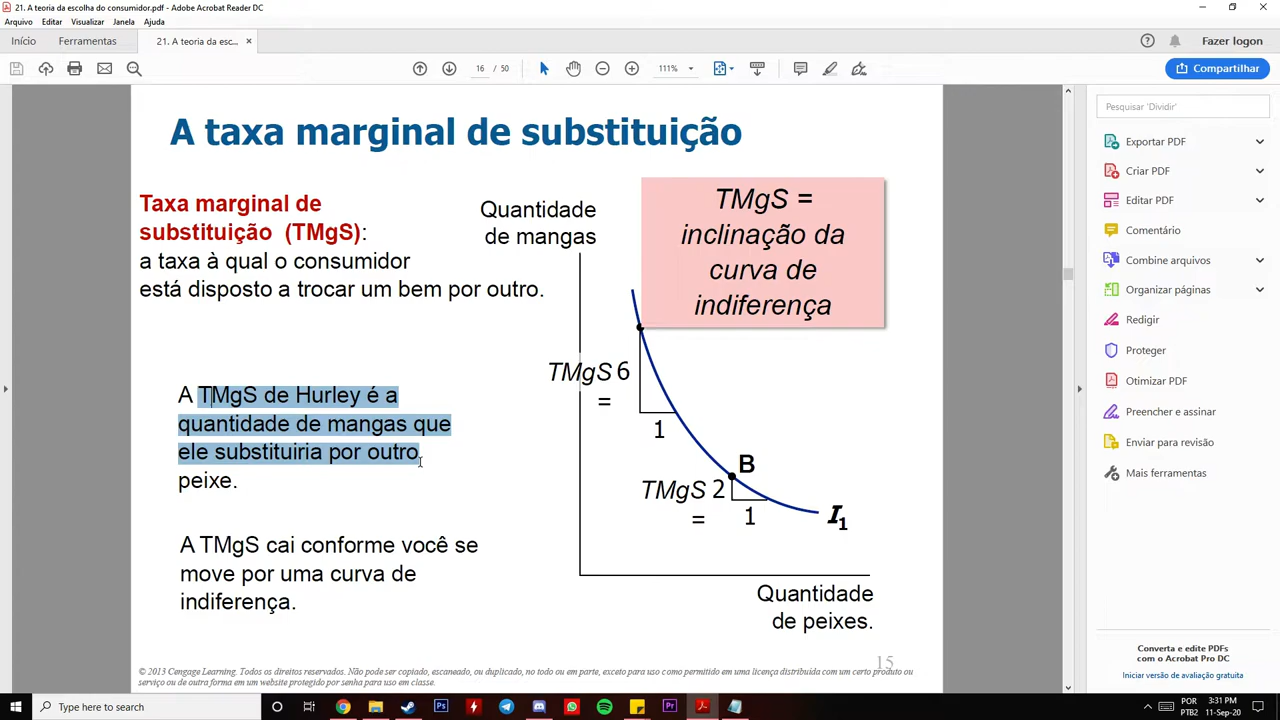 21. A teoria da escolha do consumidor.pdf - Adobe Acrobat Reader DC
Arquivo Editar Visualizar Janela Ajuda
Início Ferramentas 21. A teoria da esc... × Fazer logon
16 / 50 111% Compartilhar
A taxa marginal de substituição
Taxa marginal de
substituição (TMgS):
a taxa à qual o consumidor
está disposto a trocar um bem por outro.
A TMgS de Hurley é a
quantidade de mangas que
ele substituiria por outro
peixe.
A TMgS cai conforme você se
move por uma curva de
indiferença.
Quantidade
de mangas
TMgS =
inclinação da
curva de
indiferença
TMgS 6
=
1
B
TMgS 2
=
1
I1
Quantidade
de peixes.
15
© 2013 Cengage Learning. Todos os direitos reservados. Não pode ser copiado, escaneado, ou duplicado, no todo ou em parte, exceto para uso como permitido em uma licença distribuída com um certo produto ou
serviço ou de outra forma em um website protegido por senha para uso em classe.
Pesquisar 'Dividir'
Exportar PDF
Criar PDF
Editar PDF
Comentário
Combine arquivos
Organizar páginas
Redigir
Proteger
Otimizar PDF
Preencher e assinar
Enviar para revisão
Mais ferramentas
Converta e edite PDFs
com o Acrobat Pro DC
Iniciar versão de avaliação gratuita
Type here to search
Ps
Pr
POR
PTB2
3:31 PM
11-Sep-20